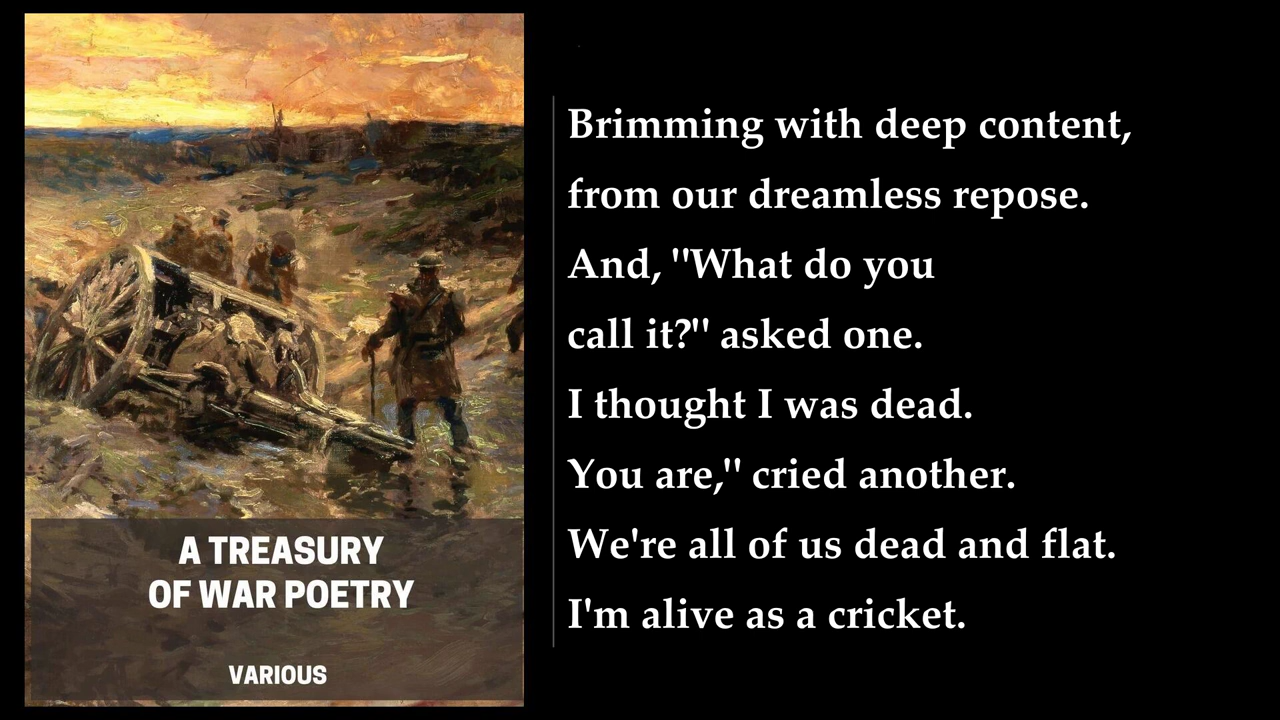 A TREASURY
OF WAR POETRY
VARIOUS
Brimming with deep content,
from our dreamless repose.
And, "What do you
call it?" asked one.
I thought I was dead.
You are," cried another.
We're all of us dead and flat.
I'm alive as a cricket.